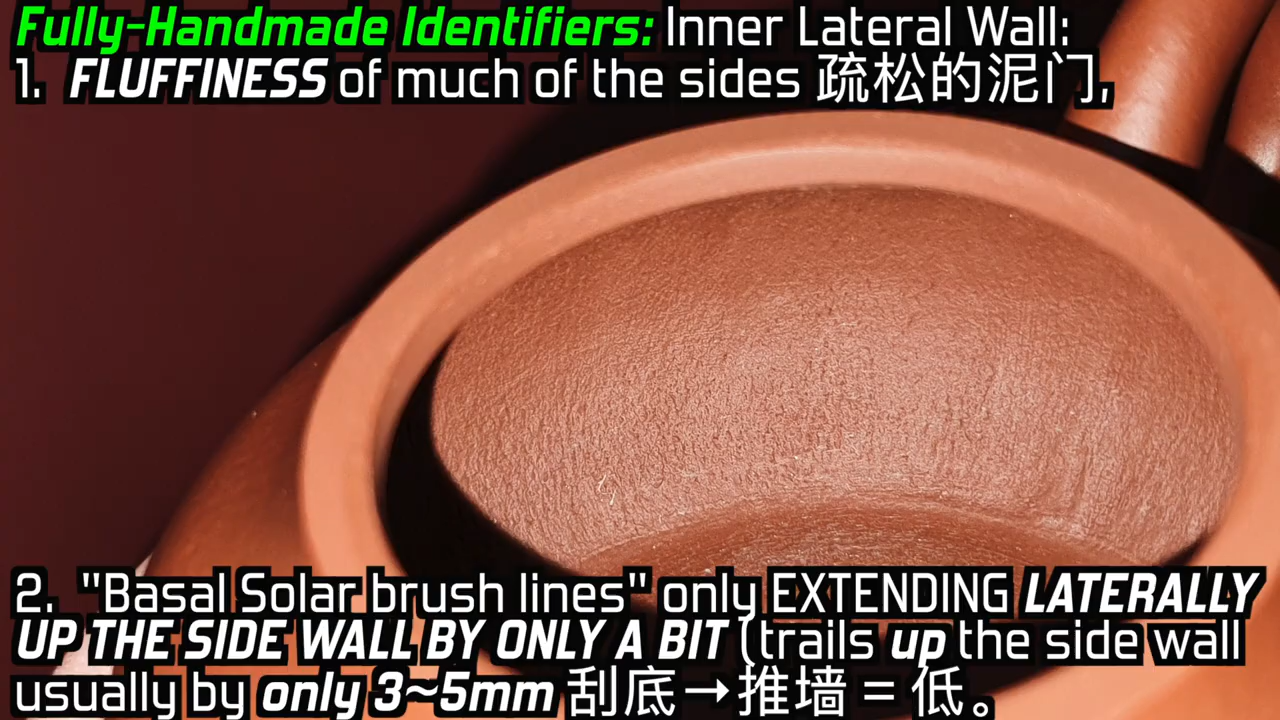 Fully-Handmade Identifiers: Inner Lateral Wall:
1. FLUFFINESS of much of the sides 疏松的泥门,
2. "Basal Solar brush lines" only EXTENDING LATERALLY
UP THE SIDE WALL BY ONLY A BIT (trails up the side wall
usually by only 3~5mm 刮底→推墙 = 低。